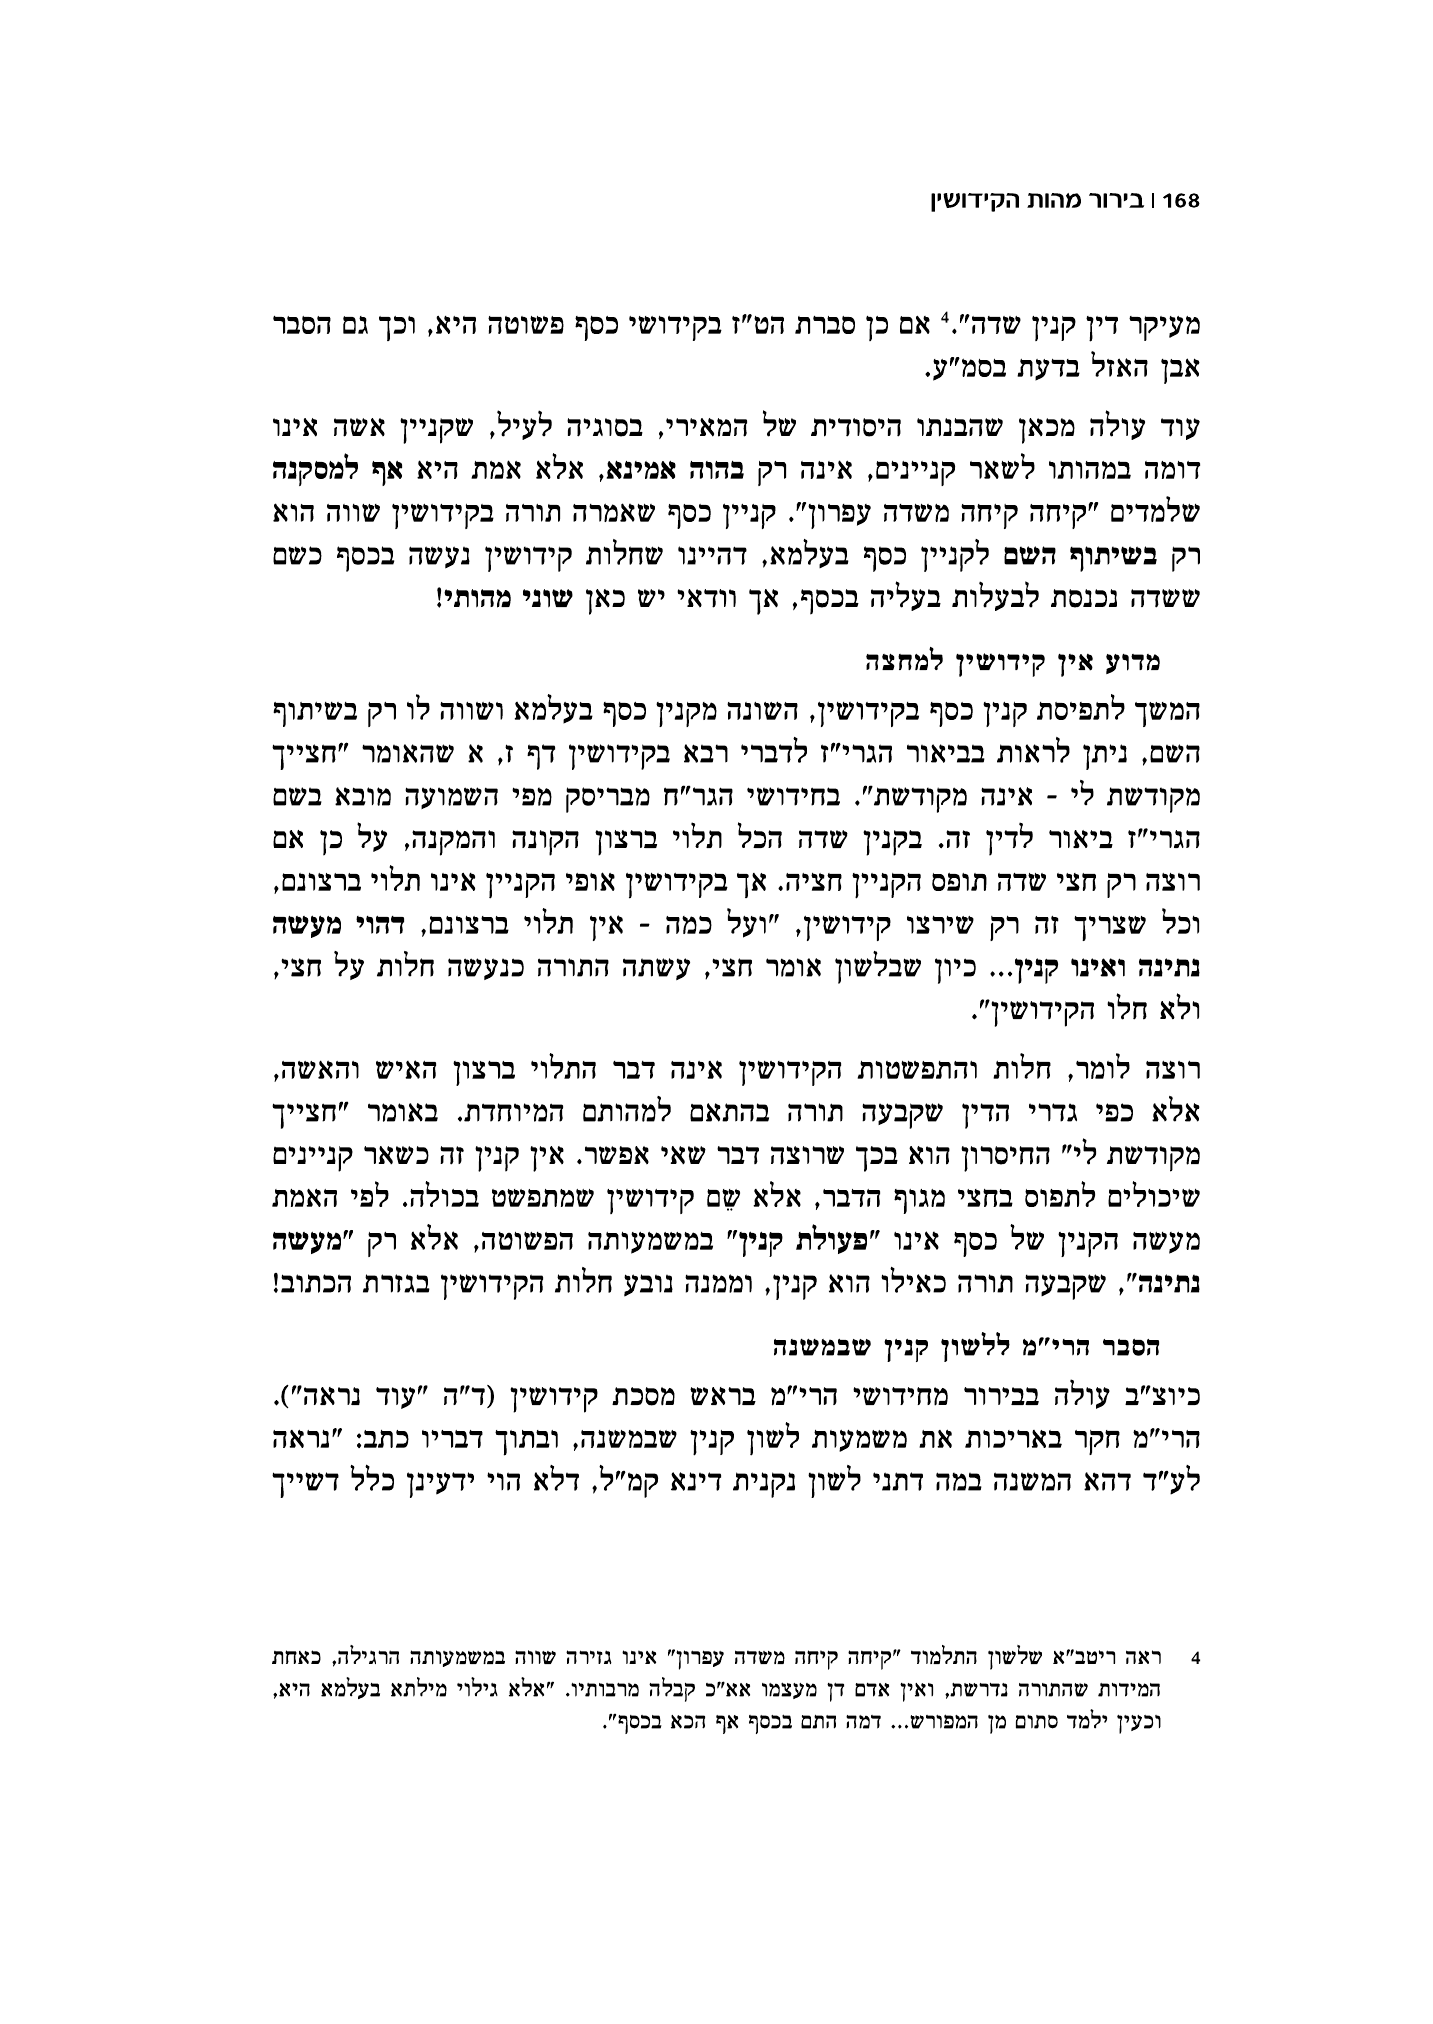 168 | בירור מהות הקידושין
מעיקר דין קנין שדה".4 אם כן סברת הט"ז בקידושי כסף פשוטה היא, וכך גם הסבר
אבן האזל בדעת בסמ"ע.
עוד עולה מכאן שהבנתו היסודית של המאירי, בסוגיה לעיל, שקניין אשה אינו
דומה במהותו לשאר קניינים, אינה רק בהוה אמינא, אלא אמת היא אף למסקנה
שלמדים "קיחה קיחה משדה עפרון". קניין כסף שאמרה תורה בקידושין שווה הוא
רק בשיתוף השם לקניין כסף בעלמא, דהיינו שחלות קידושין נעשה בכסף כשם
ששדה נכנסת לבעלות בעליה בכסף, אך וודאי יש כאן שוני מהותי!
מדוע אין קידושין למחצה
המשך לתפיסת קנין כסף בקידושין, השונה מקנין כסף בעלמא ושווה לו רק בשיתוף
השם, ניתן לראות בביאור הגרי"ז לדברי רבא בקידושין דף ז, א שהאומר "חצייך
מקודשת לי - אינה מקודשת". בחידושי הגר"ח מבריסק מפי השמועה מובא בשם
הגרי"ז ביאור לדין זה. בקנין שדה הכל תלוי ברצון הקונה והמקנה, על כן אם
רוצה רק חצי שדה תופס הקניין חציה. אך בקידושין אופי הקניין אינו תלוי ברצונם,
וכל שצריך זה רק שירצו קידושין, "ועל כמה - אין תלוי ברצונם, דהוי מעשה
נתינה ואינו קנין... כיון שבלשון אומר חצי, עשתה התורה כנעשה חלות על חצי,
ולא חלו הקידושין".
רוצה לומר, חלות והתפשטות הקידושין אינה דבר התלוי ברצון האיש והאשה,
אלא כפי גדרי הדין שקבעה תורה בהתאם למהותם המיוחדת. באומר "חצייך
מקודשת לי" החיסרון הוא בכך שרוצה דבר שאי אפשר. אין קנין זה כשאר קניינים
שיכולים לתפוס בחצי מגוף הדבר, אלא שֵם קידושין שמתפשט בכולה. לפי האמת
מעשה הקנין של כסף אינו "פעולת קנין" במשמעותה הפשוטה, אלא רק "מעשה
נתינה", שקבעה תורה כאילו הוא קנין, וממנה נובע חלות הקידושין בגזרת הכתוב!
הסבר הרי"מ ללשון קנין שבמשנה
כיוצ"ב עולה בבירור מחידושי הרי"מ בראש מסכת קידושין (ד"ה "עוד נראה").
הרי"מ חקר באריכות את משמעות לשון קנין שבמשנה, ובתוך דבריו כתב: "נראה
לע"ד דהא המשנה במה דתני לשון נקנית דינא קמ"ל, דלא הוי ידעינן כלל דשייך
4 ראה ריטב"א שלשון התלמוד "קיחה קיחה משדה עפרון" אינו גזירה שווה במשמעותה הרגילה, כאחת
המידות שהתורה נדרשת, ואין אדם דן מעצמו אא"כ קבלה מרבותיו. "אלא גילוי מילתא בעלמא היא,
וכעין ילמד סתום מן המפורש... דמה התם בכסף אף הכא בכסף".